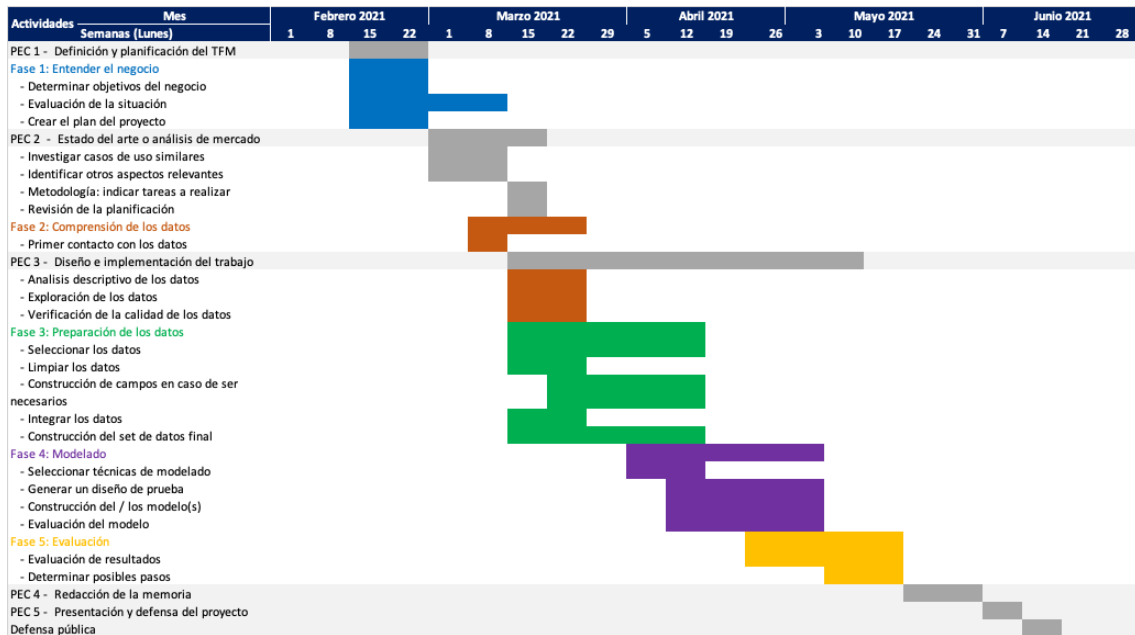 Mes Febrero 2021 Marzo 2021 Abril 2021 Mayo 2021 Junio 2021
Actividades
Semanas (Lunes) 1 8 15 22 1 8 15 22 29 5 12 19 26 3 10 17 24 31 7 14 21 28
PEC 1 - Definición y planificación del TFM
Fase 1: Entender el negocio
- Determinar objetivos del negocio
- Evaluación de la situación
- Crear el plan del proyecto
PEC 2 - Estado del arte o análisis de mercado
- Investigar casos de uso similares
- Identificar otros aspectos relevantes
- Metodología: indicar tareas a realizar
- Revisión de la planificación
Fase 2: Comprensión de los datos
- Primer contacto con los datos
PEC 3 - Diseño e implementación del trabajo
- Analisis descriptivo de los datos
- Exploración de los datos
- Verificación de la calidad de los datos
Fase 3: Preparación de los datos
- Seleccionar los datos
- Limpiar los datos
- Construcción de campos en caso de ser
necesarios
- Integrar los datos
- Construcción del set de datos final
Fase 4: Modelado
- Seleccionar técnicas de modelado
- Generar un diseño de prueba
- Construcción del / los modelo(s)
- Evaluación del modelo
Fase 5: Evaluación
- Evaluación de resultados
- Determinar posibles pasos
PEC 4 - Redacción de la memoria
PEC 5 - Presentación y defensa del proyecto
Defensa pública